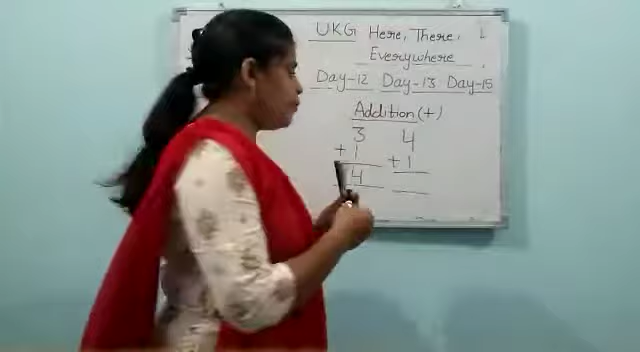 UKG Here, There,
Everywhere
Day-12 Day-13 Day-15
Addition (+)
3 4
+ 1 + 1
4